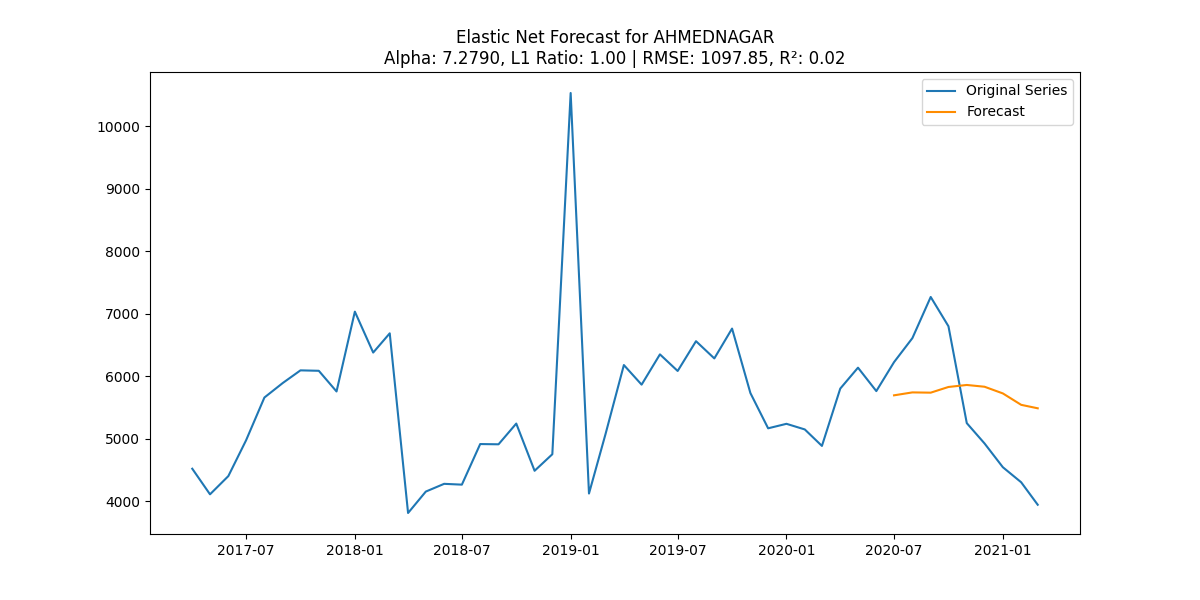 Elastic Net Forecast for AHMEDNAGAR
Alpha: 7.2790, L1 Ratio: 1.00 | RMSE: 1097.85, R²: 0.02
Original Series
Forecast
10000
9000
8000
7000
6000
5000
4000
2017-07 2018-01 2018-07 2019-01 2019-07 2020-01 2020-07 2021-01